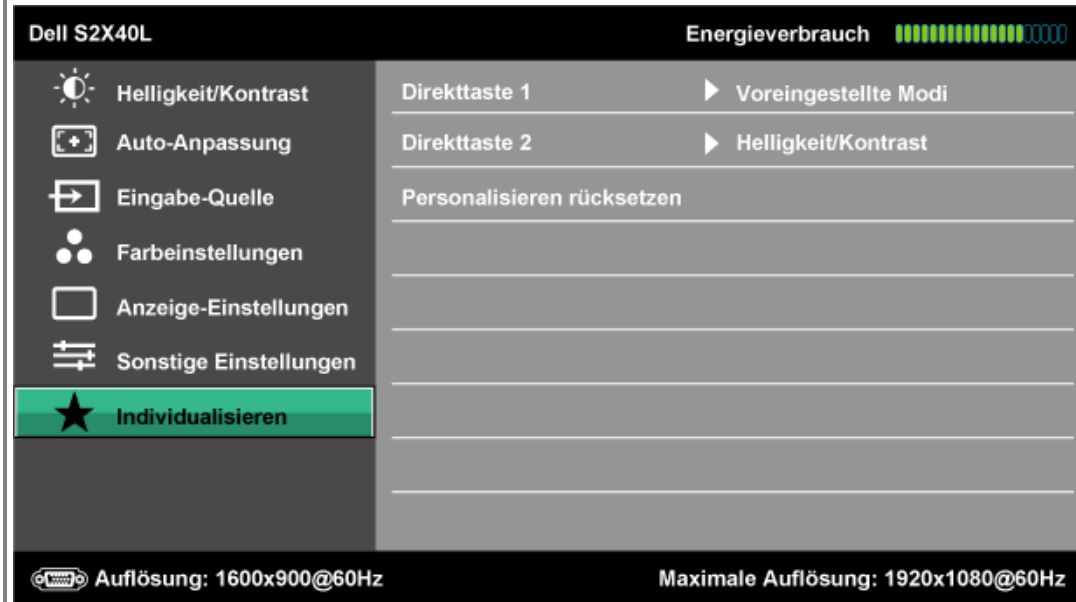 Dell S2X40L
Energieverbrauch
Helligkeit/Kontrast
Auto-Anpassung
Eingabe-Quelle
Farbeinstellungen
Anzeige-Einstellungen
Sonstige Einstellungen
Individualisieren
Direkttaste 1 Voreingestellte Modi
Direkttaste 2 Helligkeit/Kontrast
Personalisieren rücksetzen
Auflösung: 1600x900@60Hz
Maximale Auflösung: 1920x1080@60Hz